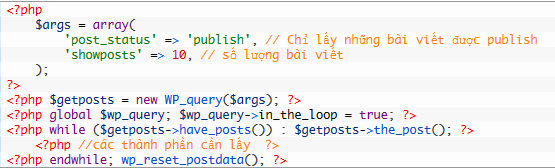 <?php
$args = array(
'post_status' => 'publish', // Chỉ lấy những bài viết được publish
'showposts' => 10, // số lượng bài viết
);
?>
<?php $getposts = new WP_query($args); ?>
<?php global $wp_query; $wp_query->in_the_loop = true; ?>
<?php while ($getposts->have_posts()) : $getposts->the_post(); ?>
<?php //các thành phần cần lấy  ?>
<?php endwhile; wp_reset_postdata(); ?>